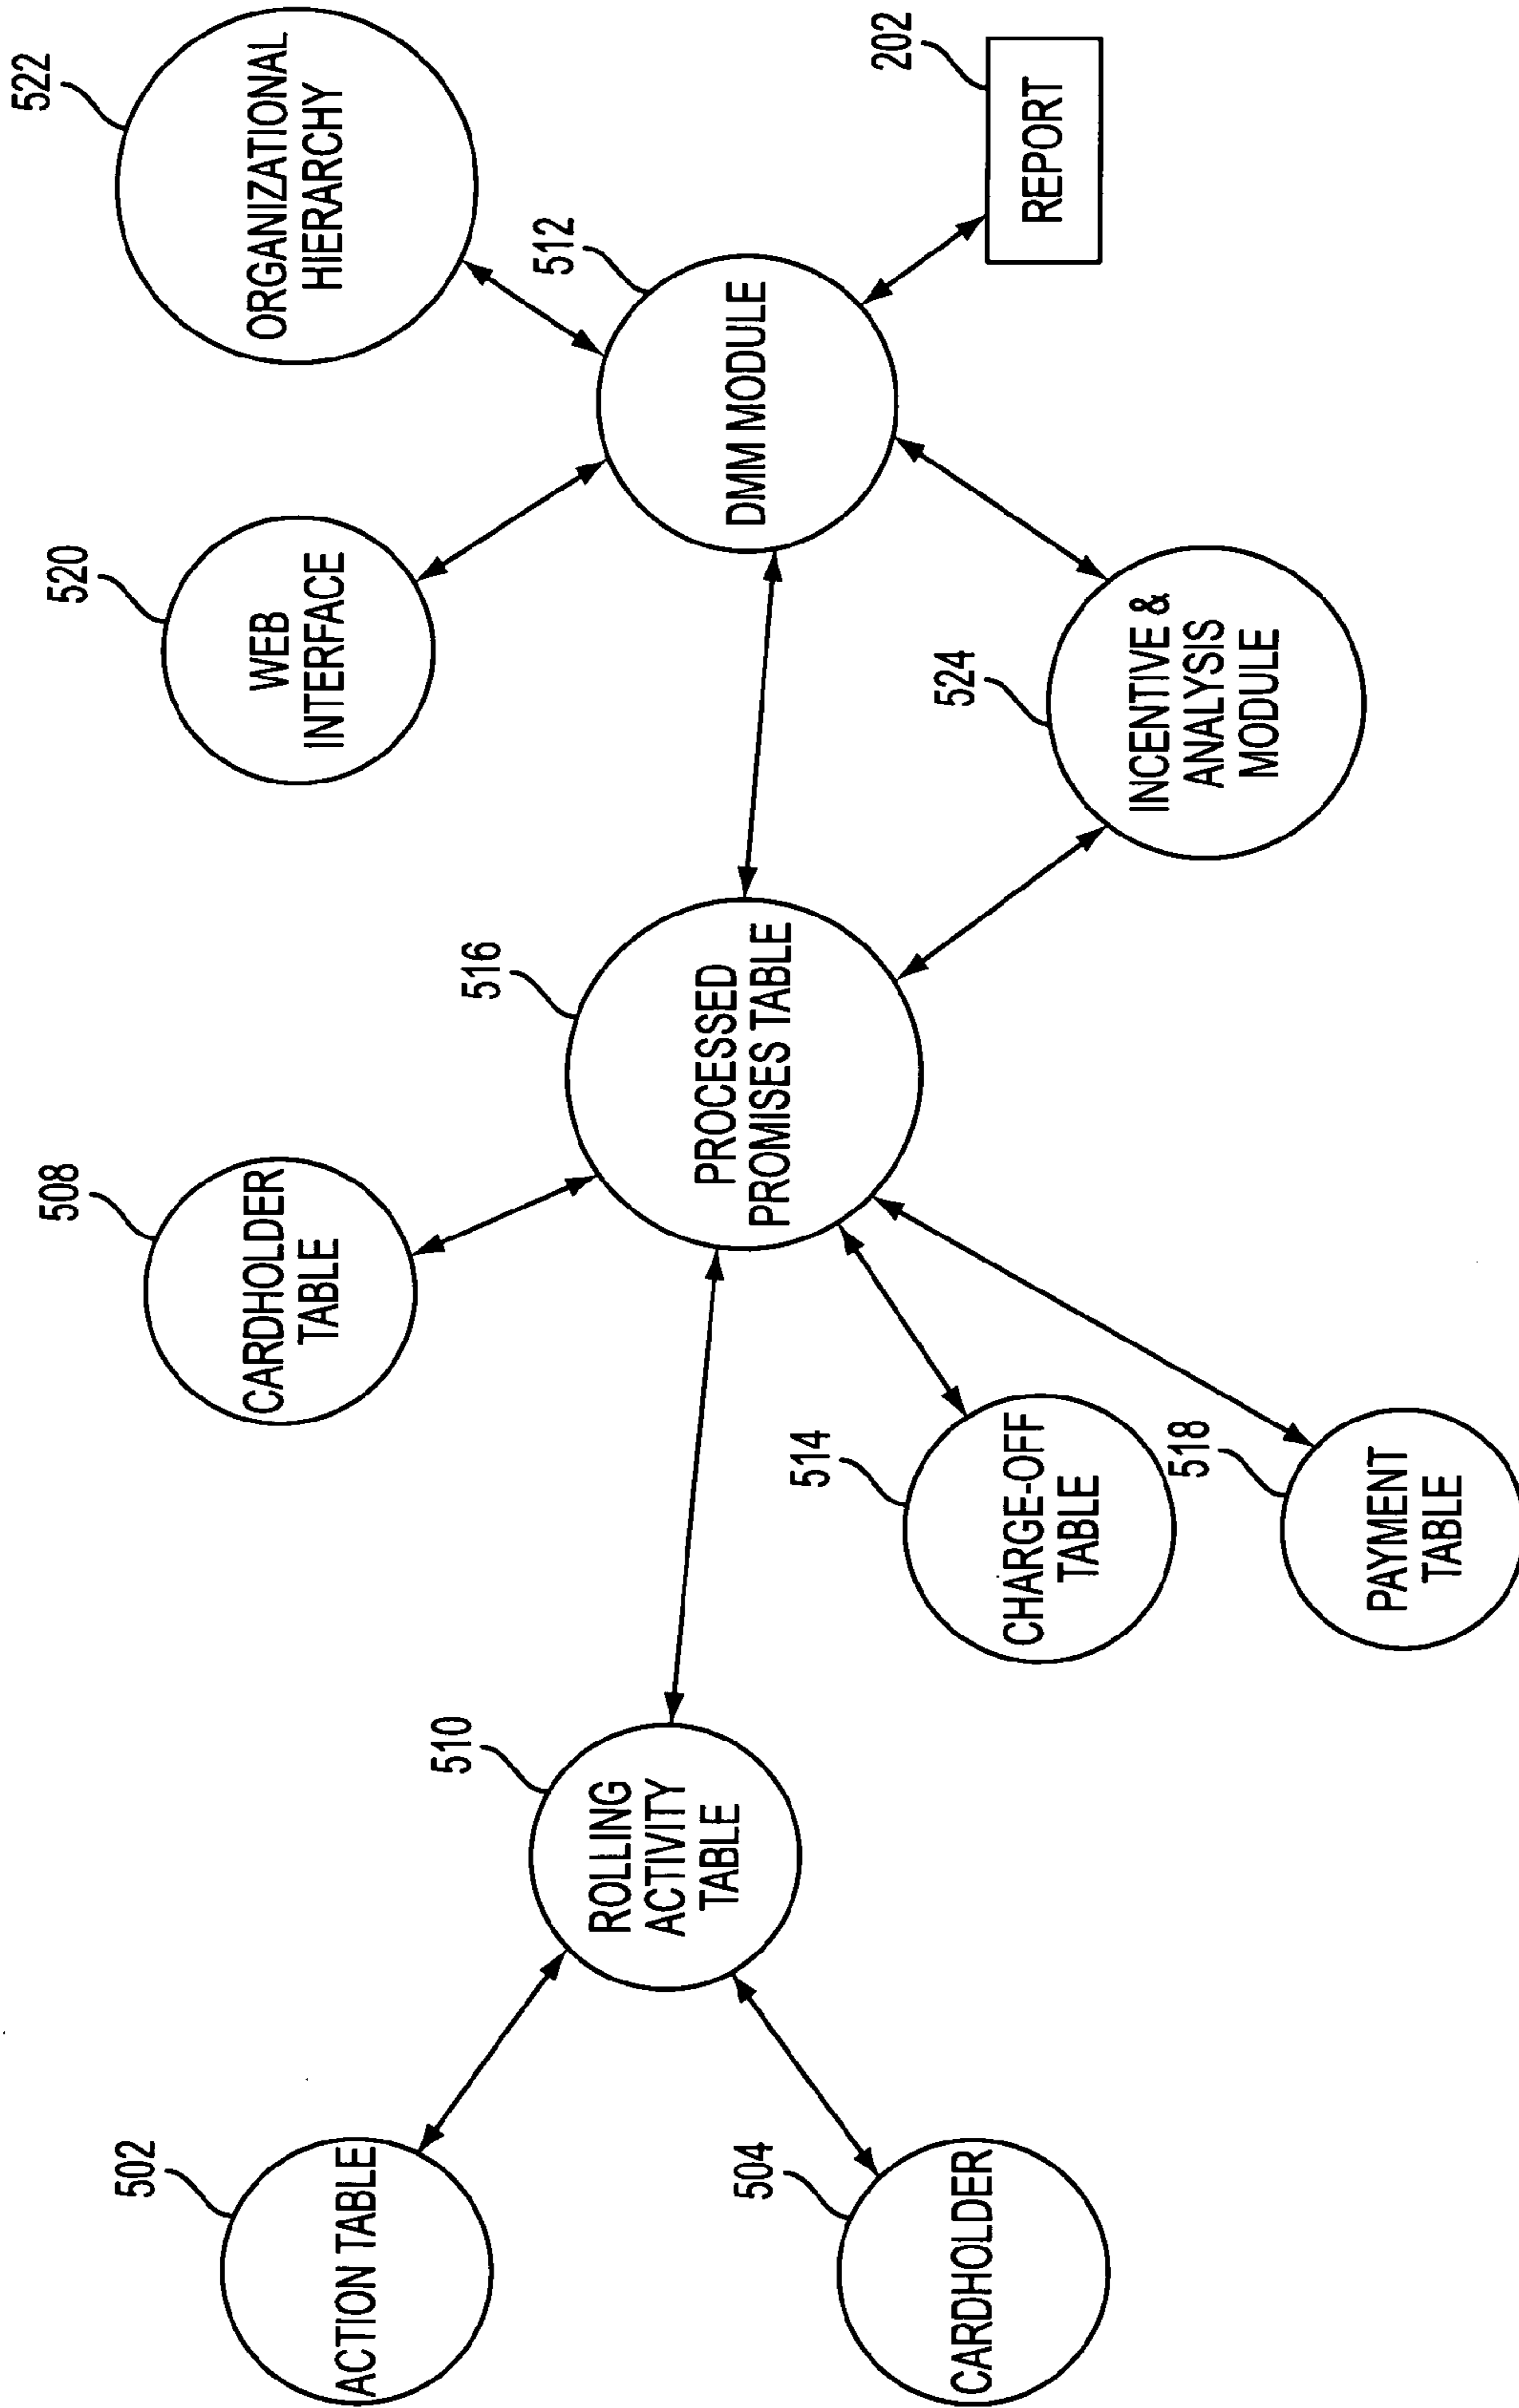 502
ACTION TABLE
504
CARDHOLDER
510
ROLLING
ACTIVITY
TABLE
508
CARDHOLDER
TABLE
514
CHARGE-OFF
TABLE
518
PAYMENT
TABLE
516
PROCESSED
PROMISES TABLE
520
WEB
INTERFACE
524
INCENTIVE &
ANALYSIS
MODULE
522
ORGANIZATIONAL
HIERARCHY
512
DMM MODULE
202
REPORT